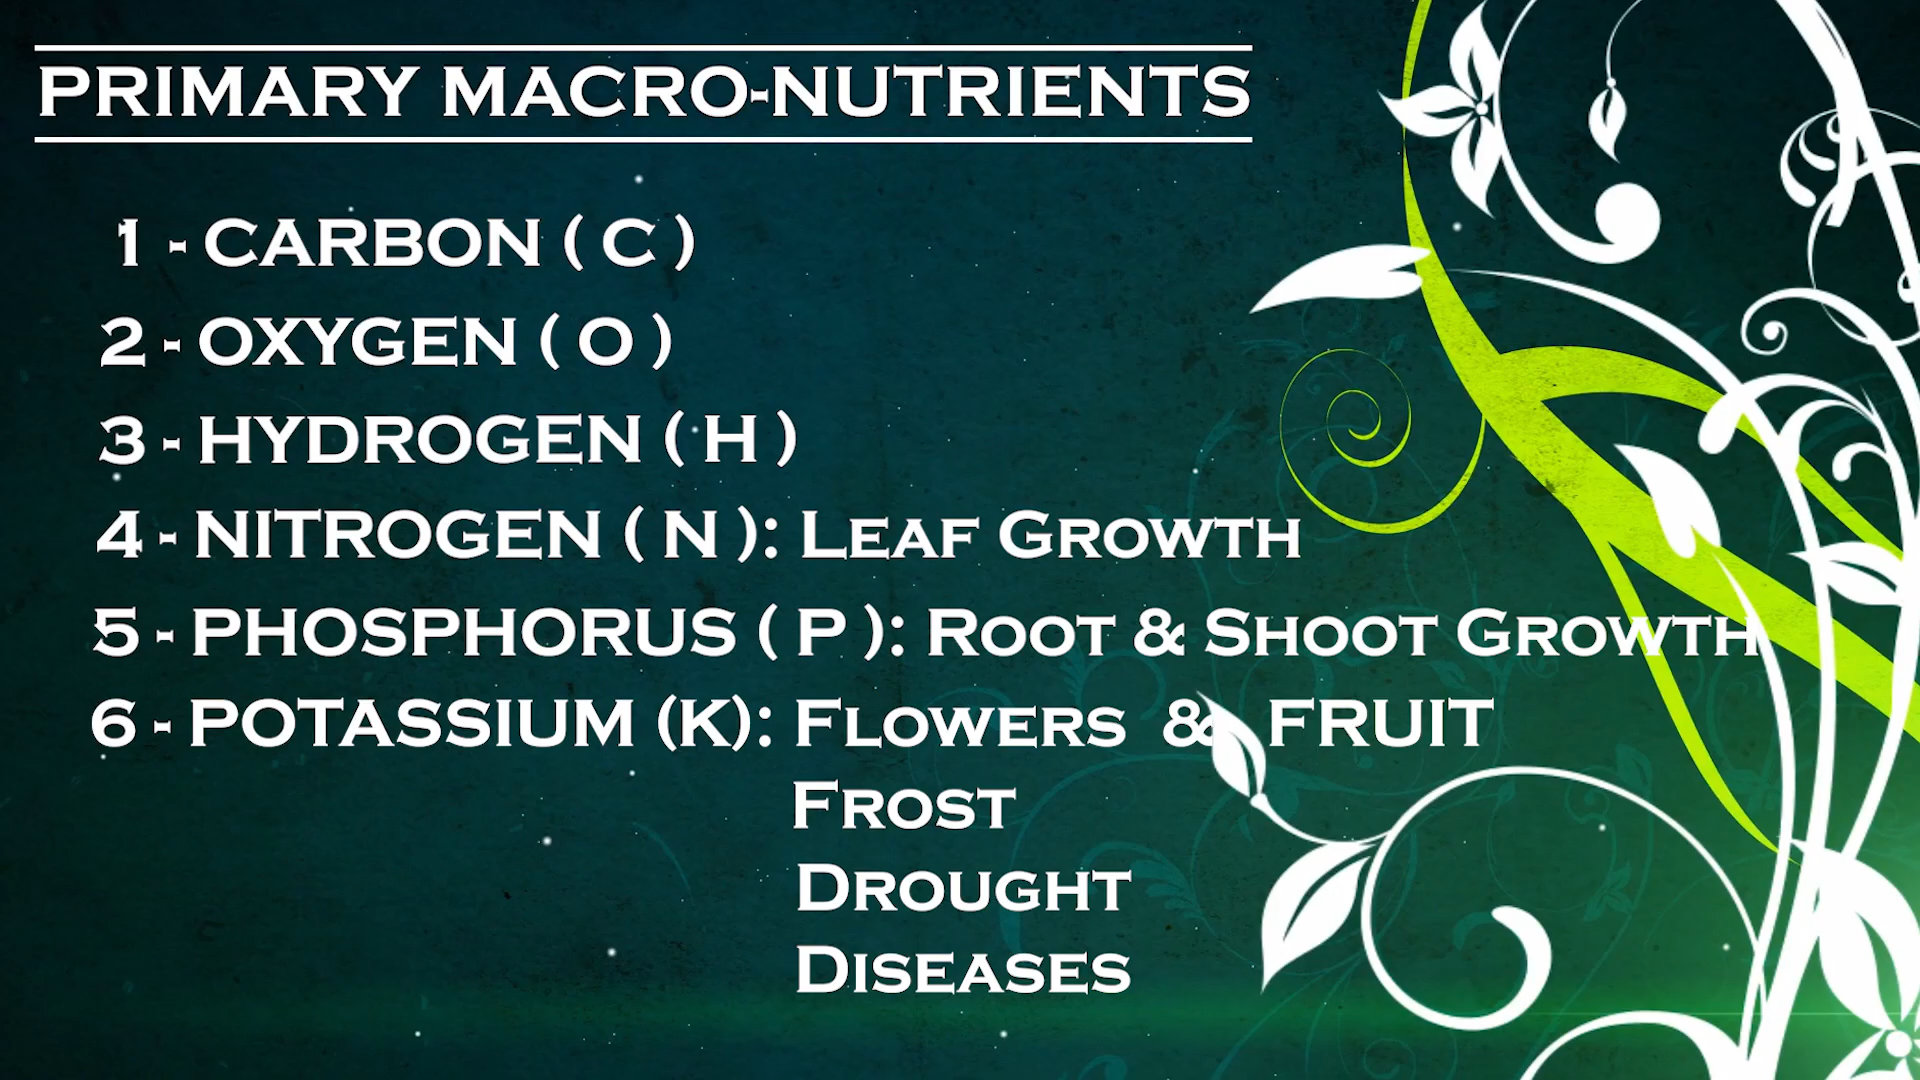 PRIMARY MACRO-NUTRIENTS
1 - CARBON ( C )
2 - OXYGEN ( O )
3 - HYDROGEN ( H )
4 - NITROGEN ( N ): LEAF GROWTH
5 - PHOSPHORUS ( P ): ROOT & SHOOT GROWTH
6 - POTASSIUM (K): FLOWERS & FRUIT
FROST
DROUGHT
DISEASES